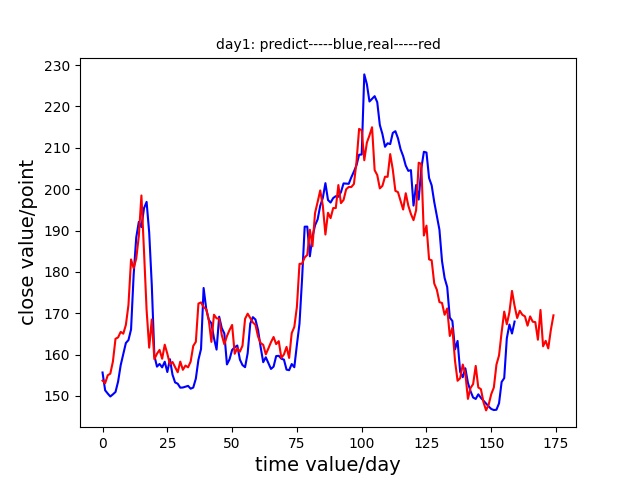 day1: predict-----blue,real-----red
230
220
210
200
190
180
170
160
150
close value/point
0 25 50 75 100 125 150 175
time value/day